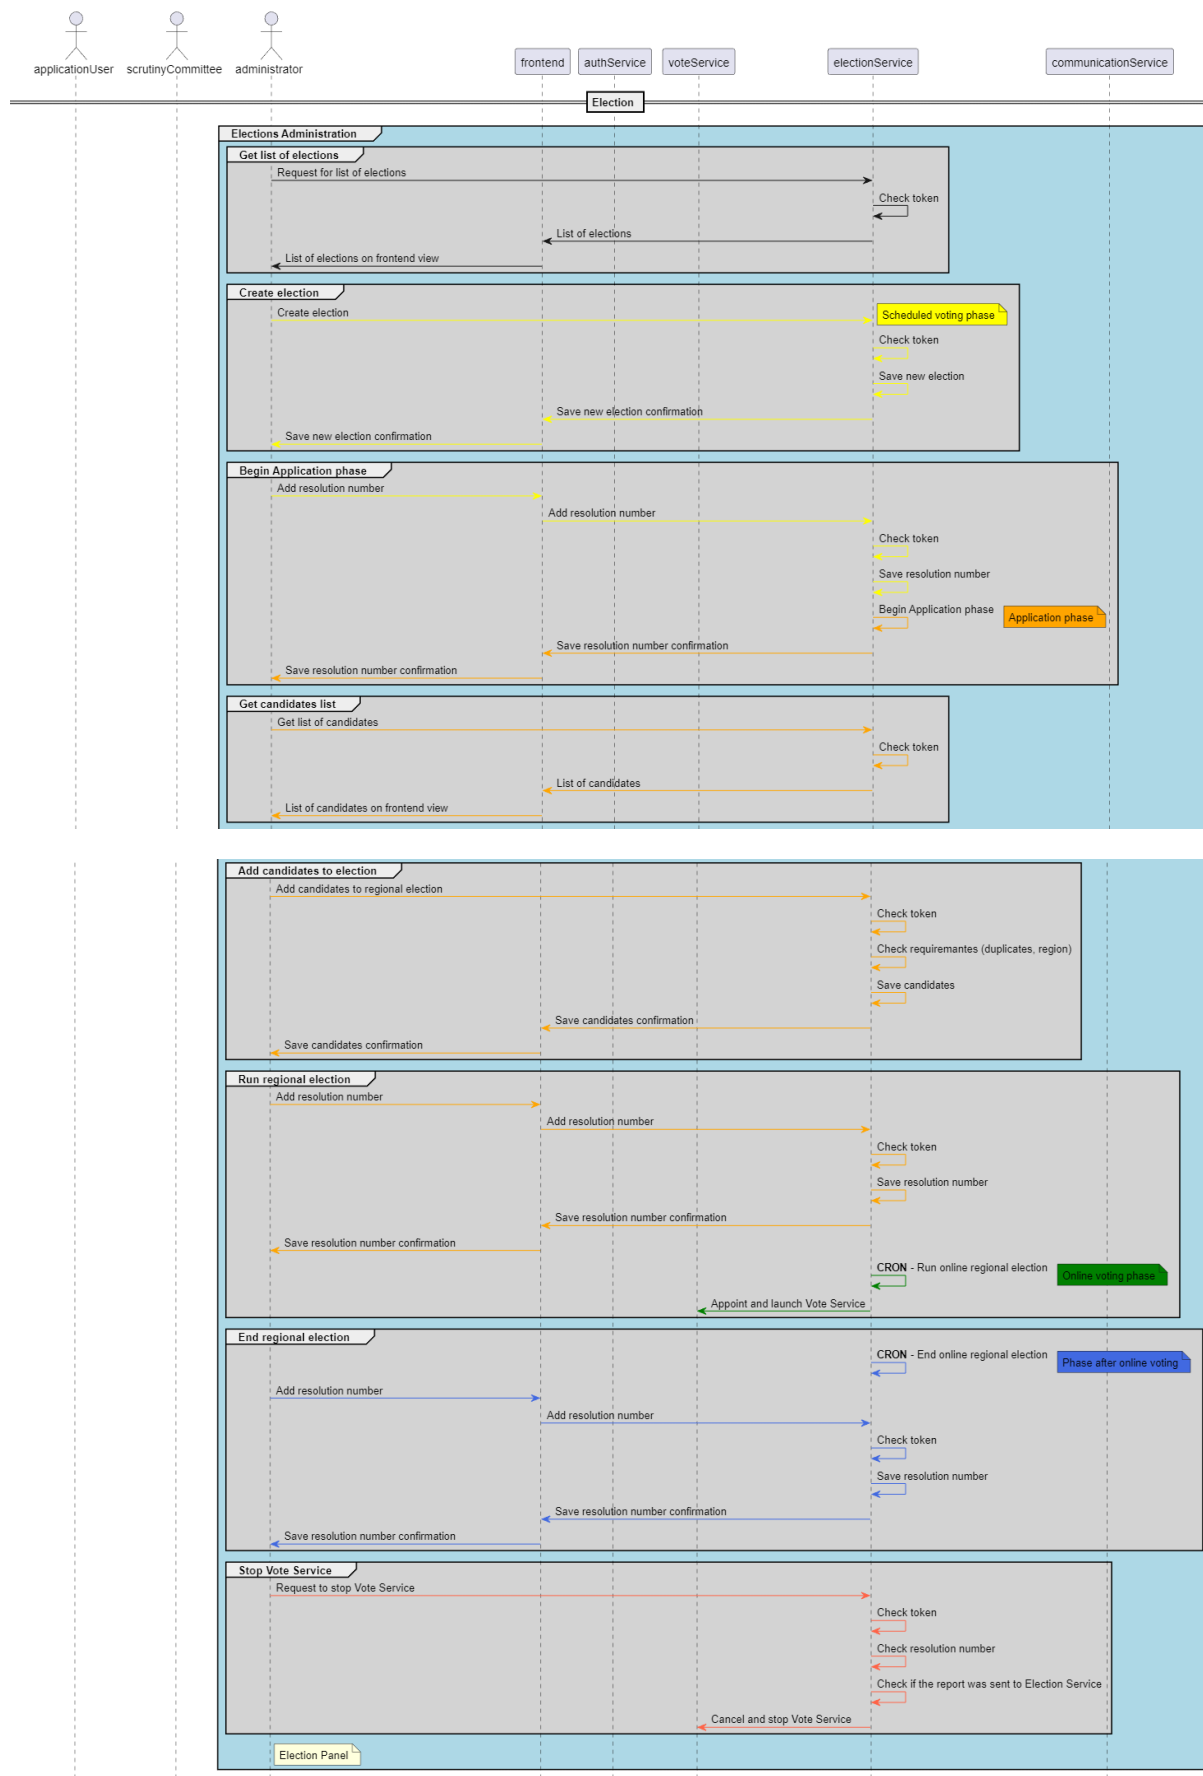 applicationUser
scrutinyCommittee
administrator
frontend
authService
voteService
electionService
communicationService
Election
Elections Administration
Get list of elections
Request for list of elections
Check token
List of elections
List of elections on frontend view
Create election
Create election
Scheduled voting phase
Check token
Save new election
Save new election confirmation
Save new election confirmation
Begin Application phase
Add resolution number
Add resolution number
Check token
Save resolution number
Begin Application phase
Application phase
Save resolution number confirmation
Save resolution number confirmation
Get candidates list
Get list of candidates
Check token
List of candidates
List of candidates on frontend view
Add candidates to election
Add candidates to regional election
Check token
Check requiremantes (duplicates, region)
Save candidates
Save candidates confirmation
Save candidates confirmation
Run regional election
Add resolution number
Add resolution number
Check token
Save resolution number
Save resolution number confirmation
Save resolution number confirmation
CRON - Run online regional election
Online voting phase
Appoint and launch Vote Service
End regional election
CRON - End online regional election
Phase after online voting
Add resolution number
Add resolution number
Check token
Save resolution number
Save resolution number confirmation
Save resolution number confirmation
Stop Vote Service
Request to stop Vote Service
Check token
Check resolution number
Check if the report was sent to Election Service
Cancel and stop Vote Service
Election Panel